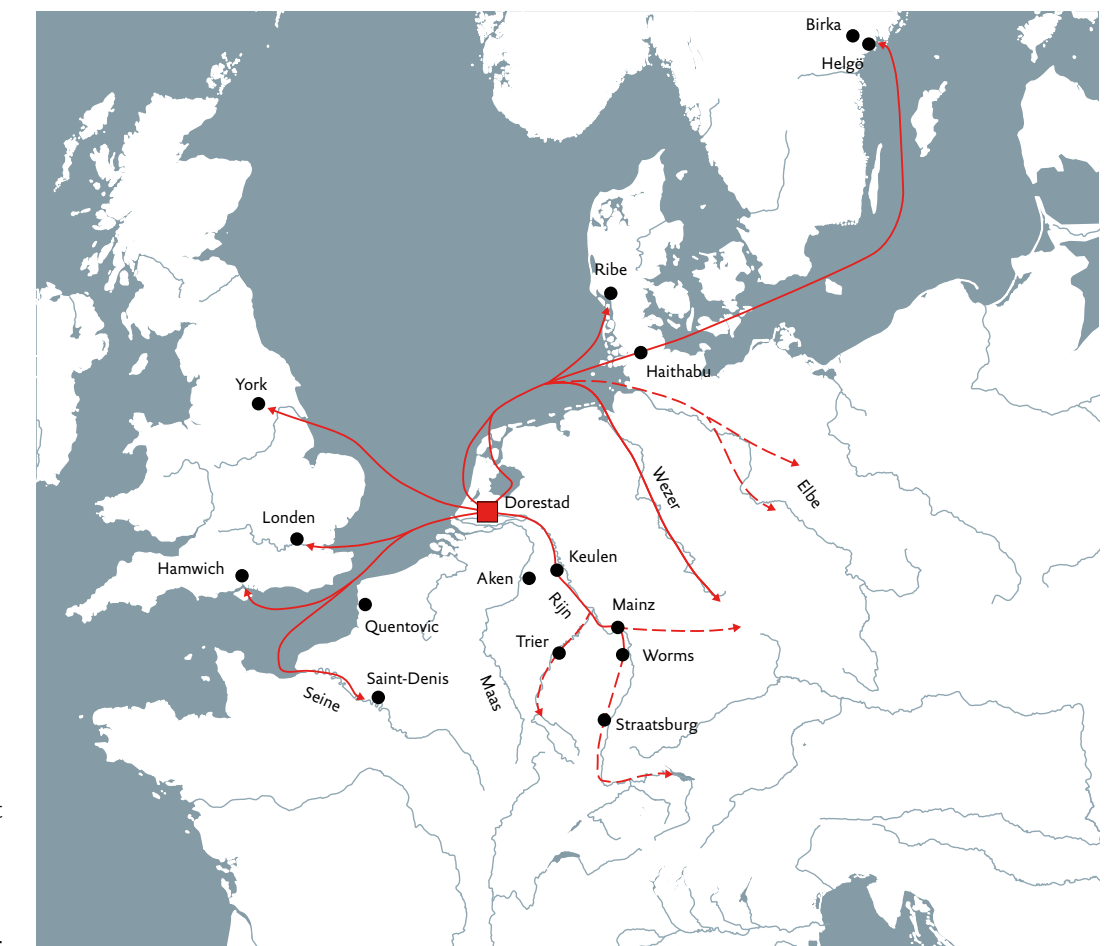 Birka
Helgö
Ribe
Haithabu
York
Wezer
Elbe
Dorestad
Londen
Keulen
Hamwich
Aken
Rijn
Mainz
Quentovic
Trier
Worms
Maas
Saint-Denis
Seine
Straatsburg